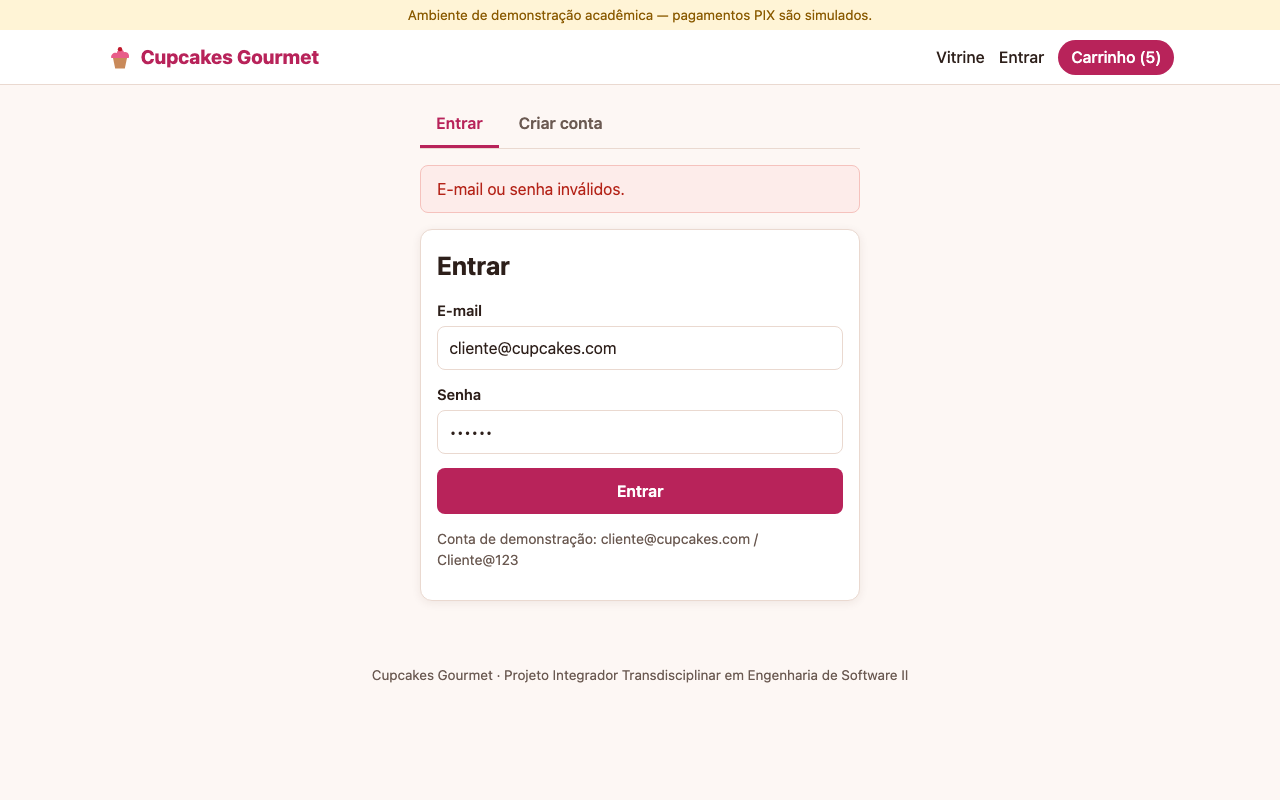 Ambiente de demonstração acadêmica — pagamentos PIX são simulados.
Cupcakes Gourmet
Vitrine Entrar Carrinho (5)
Entrar Criar conta
E-mail ou senha inválidos.
Entrar
E-mail
cliente@cupcakes.com
Senha
••••••
Entrar
Conta de demonstração: cliente@cupcakes.com /
Cliente@123
Cupcakes Gourmet · Projeto Integrador Transdisciplinar em Engenharia de Software II